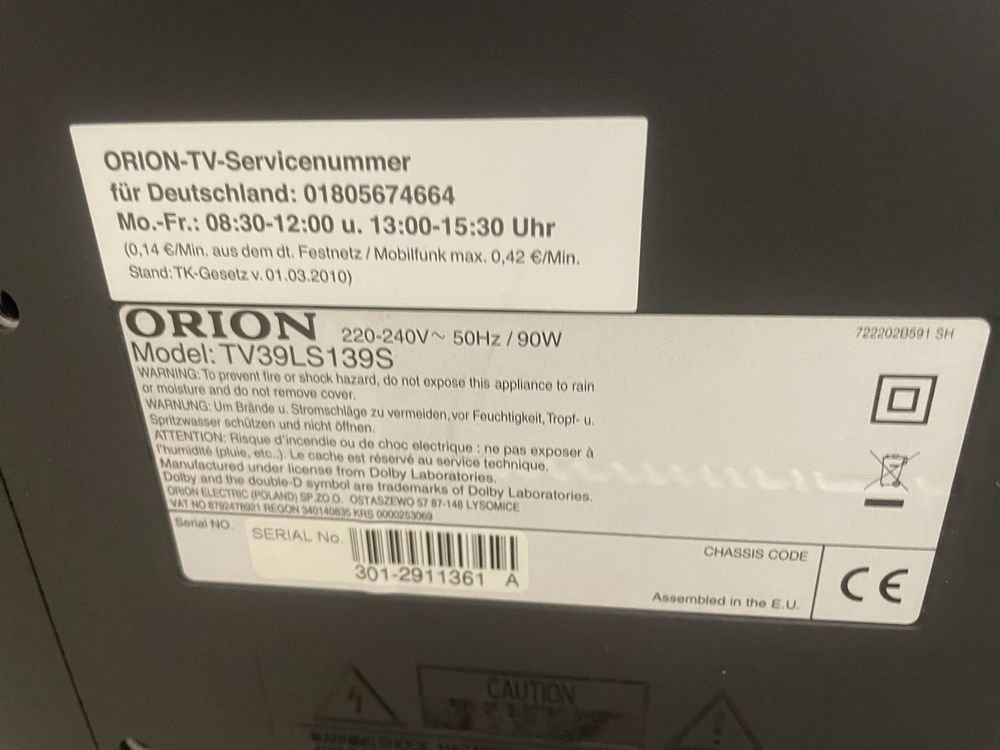 ORION-TV-Servicenummer
für Deutschland: 01805674664
Mo.-Fr.: 08:30-12:00 u. 13:00-15:30 Uhr
(0,14 €/Min. aus dem dt. Festnetz / Mobilfunk max. 0,42 €/Min.
Stand: TK-Gesetz v. 01.03.2010)
ORION 220-240V~ 50Hz / 90W
722202B591 SH
Model: TV39LS139S
WARNING: To prevent fire or shock hazard, do not expose this appliance to rain
or moisture and do not remove cover.
WARNUNG: Um Brände u. Stromschläge zu vermeiden, vor Feuchtigkeit, Tropf- u.
Spritzwasser schützen und nicht öffnen.
ATTENTION: Risque d'incendie ou de choc electrique : ne pas exposer à
l'humidité (pluie, etc..). Le cache est réservé au service technique.
Manufactured under license from Dolby Laboratories.
Dolby and the double-D symbol are trademarks of Dolby Laboratories.
ORION ELECTRIC (POLAND) SP.ZO.O. OSTASZEWO 57 87-148 LYSOMICE
VAT NO 8792478921 REGON 340140835 KRS 0000253069
Serial NO.
SERIAL No.
301-2911361 A
CHASSIS CODE
Assembled in the E.U.
CE
CAUTION